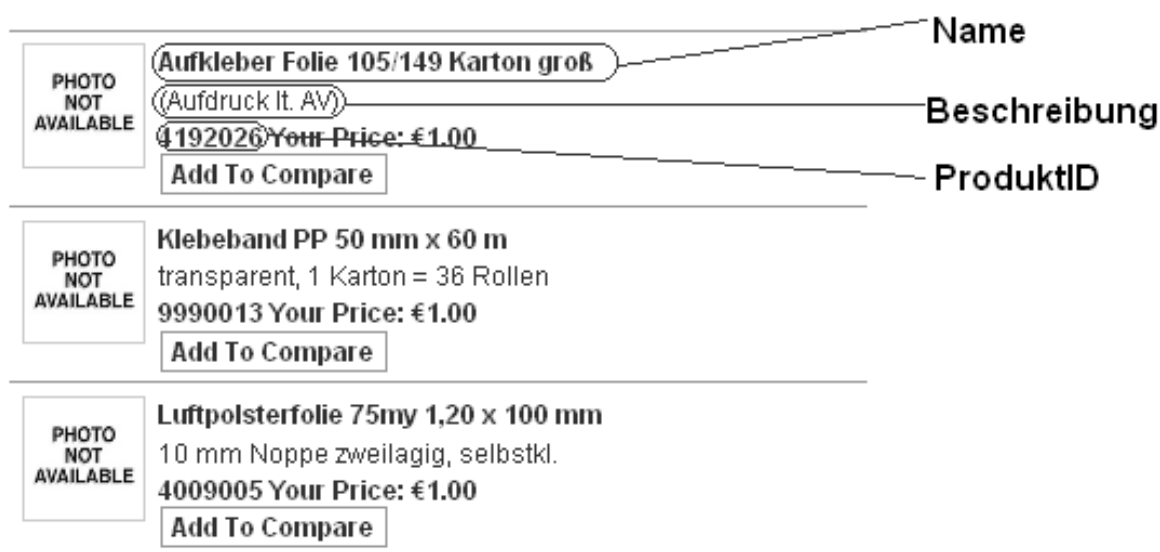 Name
PHOTO
NOT
AVAILABLE
Aufkleber Folie 105/149 Karton groß
(Aufdruck lt. AV)
Beschreibung
4192026 Your Price: €1.00
Add To Compare
ProduktID
PHOTO
NOT
AVAILABLE
Klebeband PP 50 mm x 60 m
transparent, 1 Karton = 36 Rollen
9990013 Your Price: €1.00
Add To Compare
PHOTO
NOT
AVAILABLE
Luftpolsterfolie 75my 1,20 x 100 mm
10 mm Noppe zweilagig, selbstkl.
4009005 Your Price: €1.00
Add To Compare